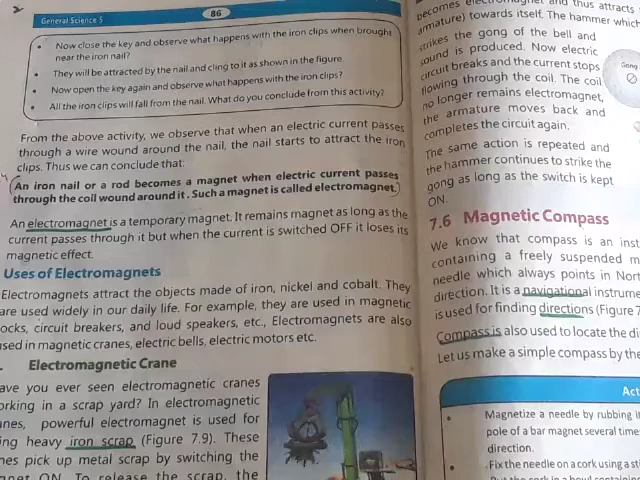 General Science 5
86
Now close the key and observe what happens with the iron clips when brought
near the iron nail?
They will be attracted by the nail and cling to it as shown in the figure.
Now open the key again and observe what happens with the iron clips?
All the iron clips will fall from the nail. What do you conclude from this activity?
From the above activity, we observe that when an electric current passes
through a wire wound around the nail, the nail starts to attract the iron
clips. Thus we can conclude that:
An iron nail or a rod becomes a magnet when electric current passes
through the coil wound around it. Such a magnet is called electromagnet.
An electromagnet is a temporary magnet. It remains magnet as long as the
current passes through it but when the current is switched OFF it loses its
magnetic effect.
Uses of Electromagnets
Electromagnets attract the objects made of iron, nickel and cobalt. They
are used widely in our daily life. For example, they are used in magnetic
ocks, circuit breakers, and loud speakers, etc., Electromagnets are also
used in magnetic cranes, electric bells, electric motors etc.
Electromagnetic Crane
ave you ever seen electromagnetic cranes
orking in a scrap yard? In electromagnetic
anes, powerful electromagnet is used for
ing heavy iron scrap (Figure 7.9). These
nes pick up metal scrap by switching the
net ON. To release the scrap, the
becomes electromagnet and thus attracts
armature) towards itself. The hammer which
strikes the gong of the bell and
sound is produced. Now electric
circuit breaks and the current stops
flowing through the coil. The coil
no longer remains electromagnet,
the armature moves back and
completes the circuit again.
The same action is repeated and
the hammer continues to strike the
gong as long as the switch is kept
ON.
Gong
7.6 Magnetic Compass
We know that compass is an inst
containing a freely suspended m
needle which always points in Nort
direction. It is a navigational instrume
is used for finding directions (Figure 7
Compass is also used to locate the di
Let us make a simple compass by the
Act
Magnetize a needle by rubbing it
pole of a bar magnet several time
direction.
Fix the needle on a cork using a sti
Put the cork in a bowl containing